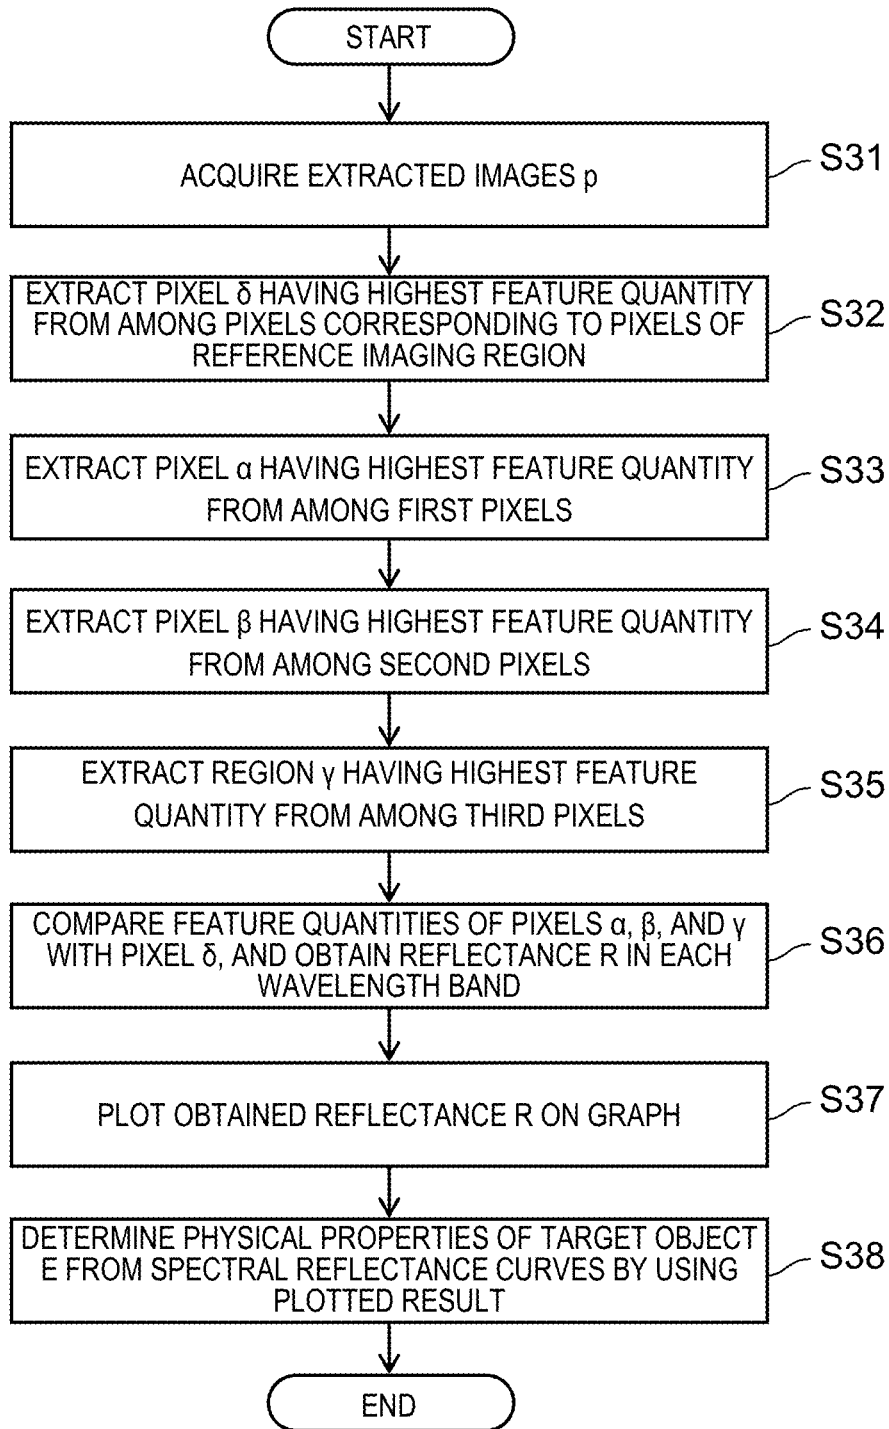 START
ACQUIRE EXTRACTED IMAGES p
S31
EXTRACT PIXEL δ HAVING HIGHEST FEATURE QUANTITY
FROM AMONG PIXELS CORRESPONDING TO PIXELS OF
REFERENCE IMAGING REGION
S32
EXTRACT PIXEL α HAVING HIGHEST FEATURE QUANTITY
FROM AMONG FIRST PIXELS
S33
EXTRACT PIXEL β HAVING HIGHEST FEATURE QUANTITY
FROM AMONG SECOND PIXELS
S34
EXTRACT REGION γ HAVING HIGHEST FEATURE
QUANTITY FROM AMONG THIRD PIXELS
S35
COMPARE FEATURE QUANTITIES OF PIXELS α, β, AND γ
WITH PIXEL δ, AND OBTAIN REFLECTANCE R IN EACH
WAVELENGTH BAND
S36
PLOT OBTAINED REFLECTANCE R ON GRAPH
S37
DETERMINE PHYSICAL PROPERTIES OF TARGET OBJECT
E FROM SPECTRAL REFLECTANCE CURVES BY USING
PLOTTED RESULT
S38
END